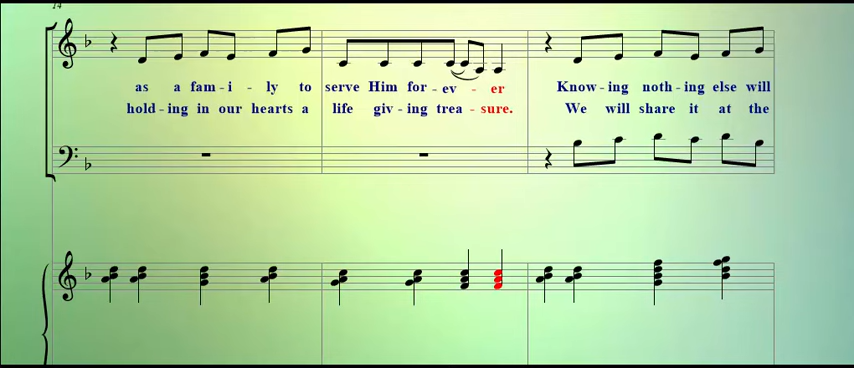 14
as a fam - i - ly to serve Him for - ev - er Know - ing noth - ing else will
hold - ing in our hearts a life giv - ing trea - sure. We will share it at the